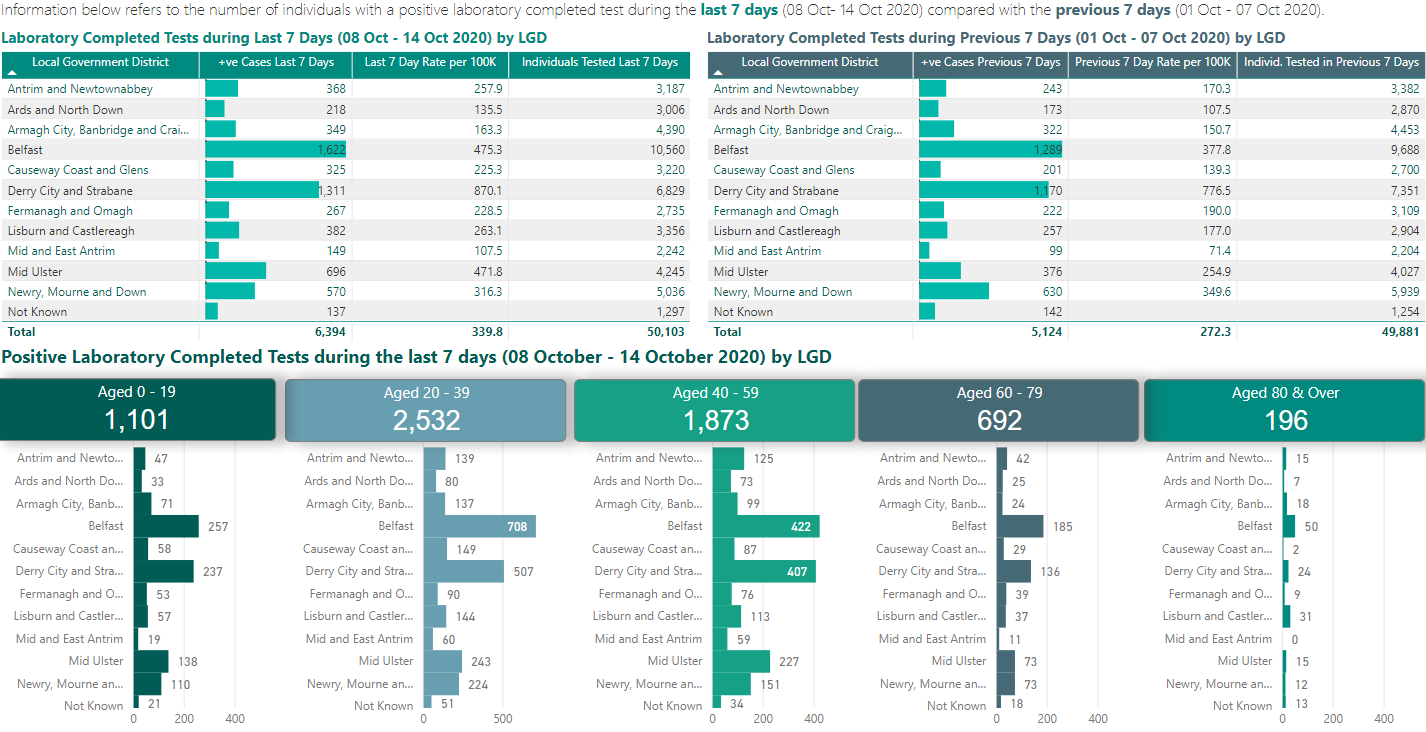 Information below refers to the number of individuals with a positive laboratory completed test during the last 7 days (08 Oct- 14 Oct 2020) compared with the previous 7 days (01 Oct - 07 Oct 2020).
Laboratory Completed Tests during Last 7 Days (08 Oct - 14 Oct 2020) by LGD
Local Government District +ve Cases Last 7 Days Last 7 Day Rate per 100K Individuals Tested Last 7 Days
Antrim and Newtownabbey 368 257.9 3,187
Ards and North Down 218 135.5 3,006
Armagh City, Banbridge and Crai... 349 163.3 4,390
Belfast 1,622 475.3 10,560
Causeway Coast and Glens 325 225.3 3,220
Derry City and Strabane 1,311 870.1 6,829
Fermanagh and Omagh 267 228.5 2,735
Lisburn and Castlereagh 382 263.1 3,356
Mid and East Antrim 149 107.5 2,242
Mid Ulster 696 471.8 4,245
Newry, Mourne and Down 570 316.3 5,036
Not Known 137 1,297
Total 6,394 339.8 50,103
Laboratory Completed Tests during Previous 7 Days (01 Oct - 07 Oct 2020) by LGD
Local Government District +ve Cases Previous 7 Days Previous 7 Day Rate per 100K Individ. Tested in Previous 7 Days
Antrim and Newtownabbey 243 170.3 3,382
Ards and North Down 173 107.5 2,870
Armagh City, Banbridge and Craig... 322 150.7 4,453
Belfast 1,289 377.8 9,688
Causeway Coast and Glens 201 139.3 2,700
Derry City and Strabane 1,170 776.5 7,351
Fermanagh and Omagh 222 190.0 3,109
Lisburn and Castlereagh 257 177.0 2,904
Mid and East Antrim 99 71.4 2,204
Mid Ulster 376 254.9 4,027
Newry, Mourne and Down 630 349.6 5,939
Not Known 142 1,254
Total 5,124 272.3 49,881
Positive Laboratory Completed Tests during the last 7 days (08 October - 14 October 2020) by LGD
Aged 0 - 19
1,101
Antrim and Newto... 47
Ards and North Do... 33
Armagh City, Banb... 71
Belfast 257
Causeway Coast an... 58
Derry City and Stra... 237
Fermanagh and O... 53
Lisburn and Castler... 57
Mid and East Antrim 19
Mid Ulster 138
Newry, Mourne an... 110
Not Known 21
0 200 400
Aged 20 - 39
2,532
Antrim and Newto... 139
Ards and North Do... 80
Armagh City, Banb... 137
Belfast 708
Causeway Coast an... 149
Derry City and Stra... 507
Fermanagh and O... 90
Lisburn and Castler... 144
Mid and East Antrim 60
Mid Ulster 243
Newry, Mourne an... 224
Not Known 51
0 500
Aged 40 - 59
1,873
Antrim and Newto... 125
Ards and North Do... 73
Armagh City, Banb... 99
Belfast 422
Causeway Coast an... 87
Derry City and Stra... 407
Fermanagh and O... 76
Lisburn and Castler... 113
Mid and East Antrim 59
Mid Ulster 227
Newry, Mourne an... 151
Not Known 34
0 200 400
Aged 60 - 79
692
Antrim and Newto... 42
Ards and North Do... 25
Armagh City, Banb... 24
Belfast 185
Causeway Coast an... 29
Derry City and Stra... 136
Fermanagh and O... 39
Lisburn and Castler... 37
Mid and East Antrim 11
Mid Ulster 73
Newry, Mourne an... 73
Not Known 18
0 200 400
Aged 80 & Over
196
Antrim and Newto... 15
Ards and North Do... 7
Armagh City, Banb... 18
Belfast 50
Causeway Coast an... 2
Derry City and Stra... 24
Fermanagh and O... 9
Lisburn and Castler... 31
Mid and East Antrim 0
Mid Ulster 15
Newry, Mourne an... 12
Not Known 13
0 200 400